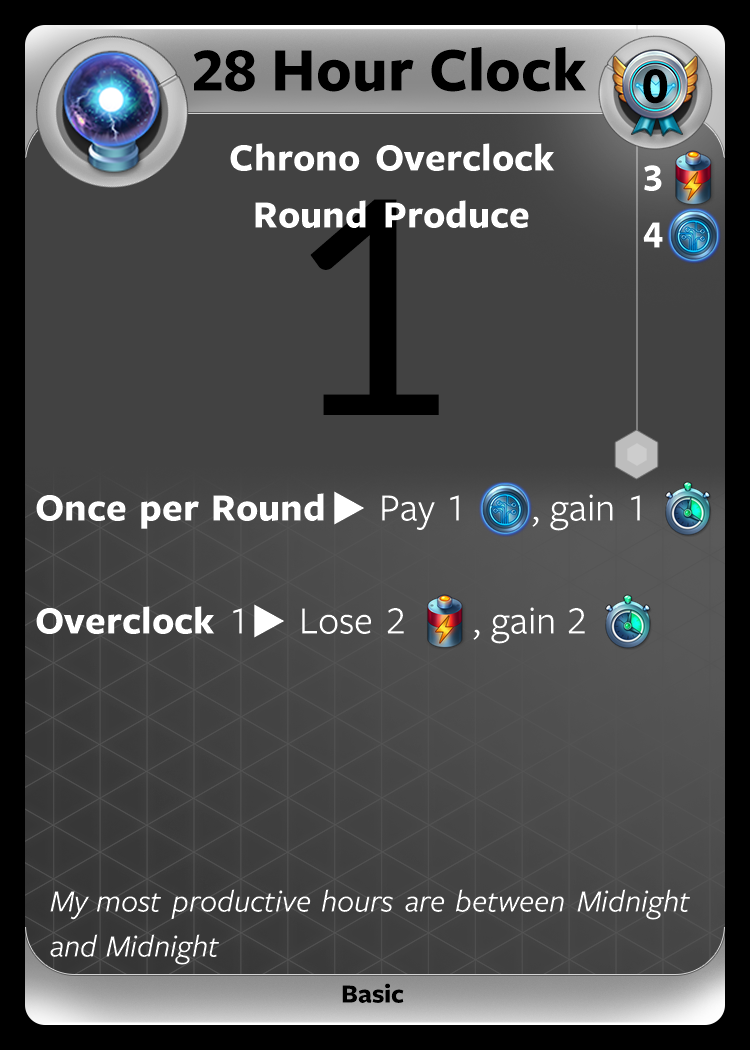 28 Hour Clock
0
Chrono Overclock
3
Round Produce
4
1
Once per Round▶ Pay 1 , gain 1
Overclock 1▶ Lose 2 , gain 2
My most productive hours are between Midnight
and Midnight
Basic